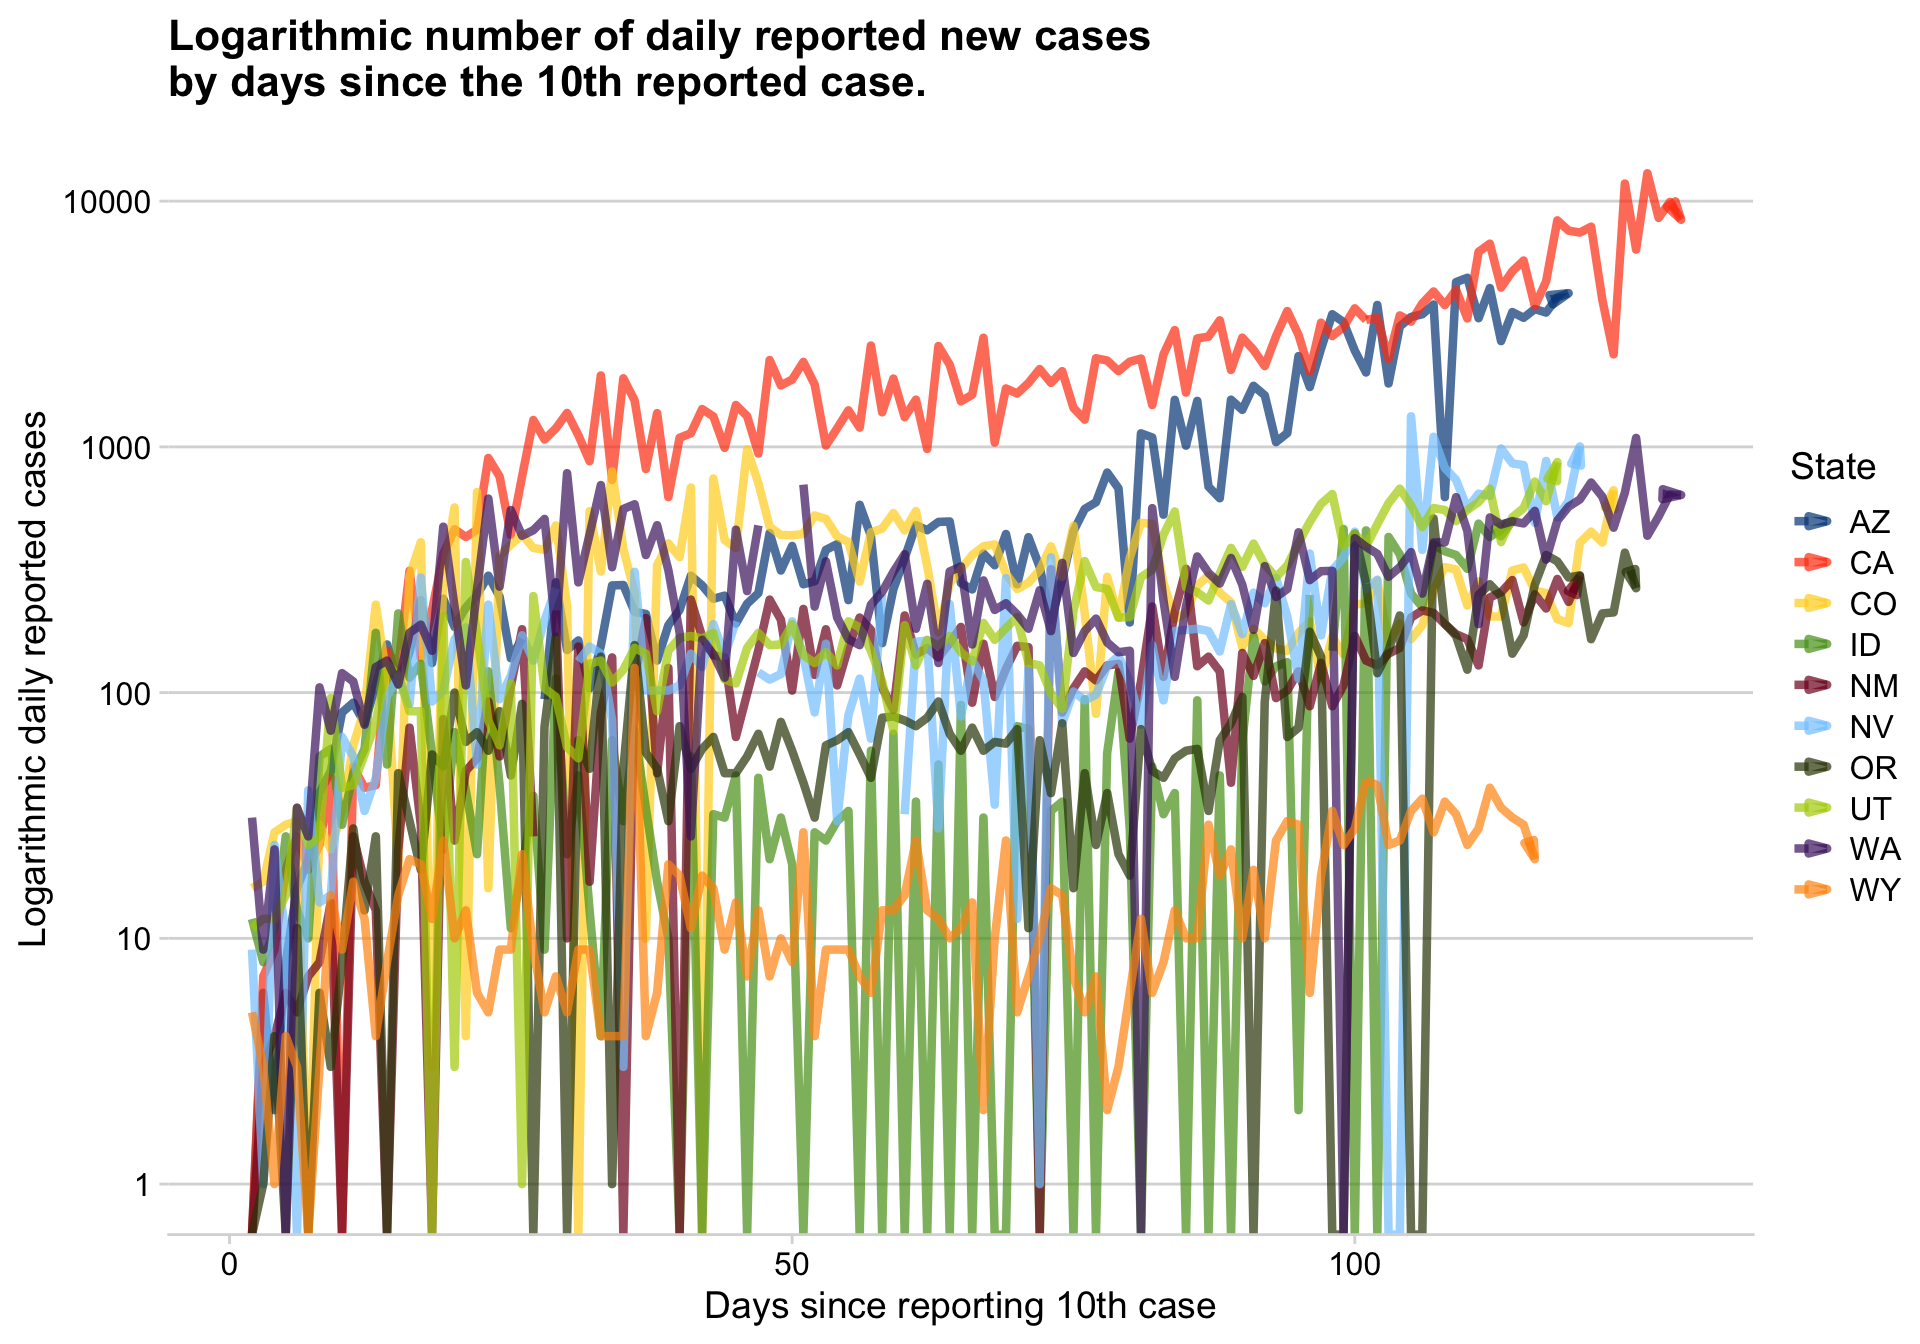 Logarithmic number of daily reported new cases
by days since the 10th reported case.
Logarithmic daily reported cases
10000
1000
100
10
1
0
50
100
Days since reporting 10th case
State
AZ
CA
CO
ID
NM
NV
OR
UT
WA
WY